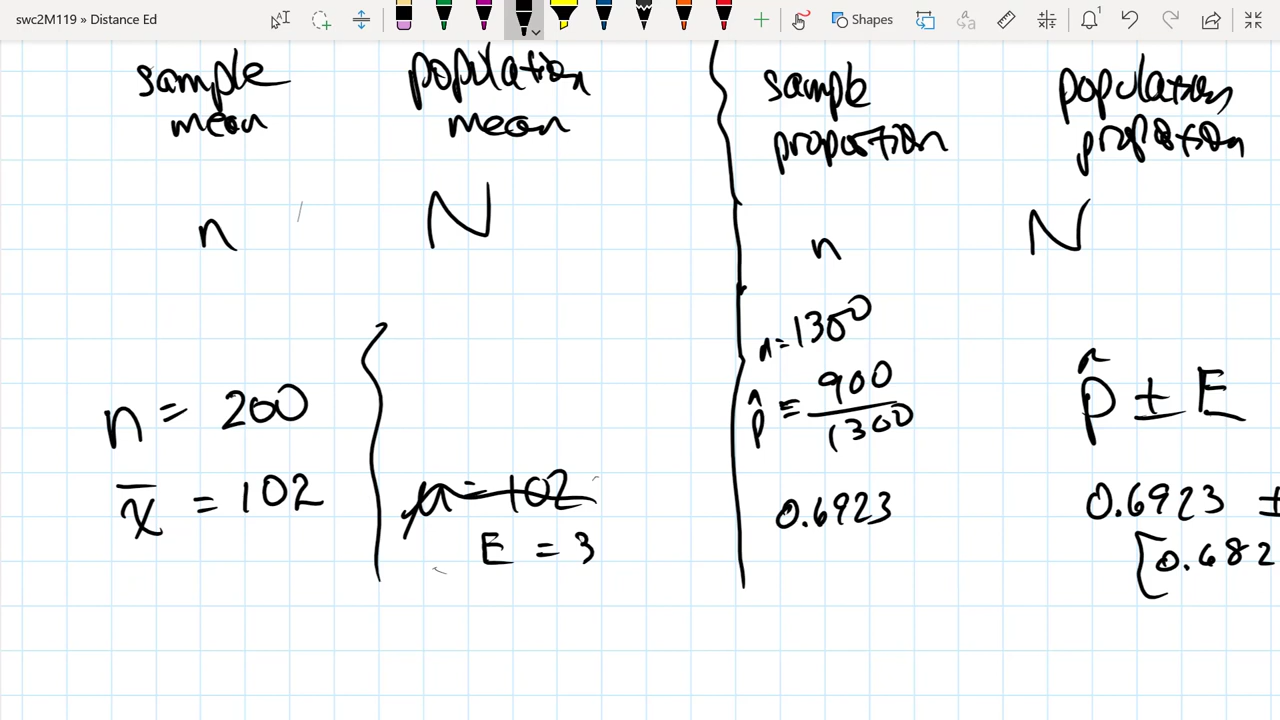 swc2M119 » Distance Ed
Shapes
1
sample
mean
population
mean
n
N
n = 200
x̄ = 102
μ = 102
E = 3
sample
proportion
population
proportion
n
N
n = 1300
p̂ = 900/1300
0.6923
p̂ ± E
0.6923 ±
[0.682